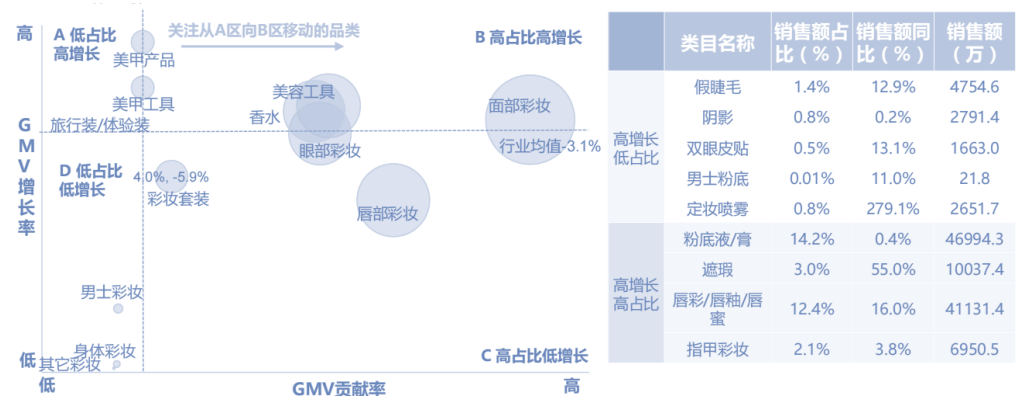 高
A 低占比
高增长
关注从A区向B区移动的品类
B 高占比高增长
美甲产品
美甲工具
旅行装/体验装
美容工具
香水
眼部彩妆
面部彩妆
行业均值-3.1%
GMV增长率
D 低占比
低增长
4.0%, -5.9%
彩妆套装
唇部彩妆
男士彩妆
身体彩妆
其它彩妆
C 高占比低增长
低
低
GMV贡献率
高
类目名称 销售额占比(%) 销售额同比(%) 销售额(万)
高增长低占比
假睫毛 1.4% 12.9% 4754.6
阴影 0.8% 0.2% 2791.4
双眼皮贴 0.5% 13.1% 1663.0
男士粉底 0.01% 11.0% 21.8
定妆喷雾 0.8% 279.1% 2651.7
高增长高占比
粉底液/膏 14.2% 0.4% 46994.3
遮瑕 3.0% 55.0% 10037.4
唇彩/唇釉/唇蜜 12.4% 16.0% 41131.4
指甲彩妆 2.1% 3.8% 6950.5